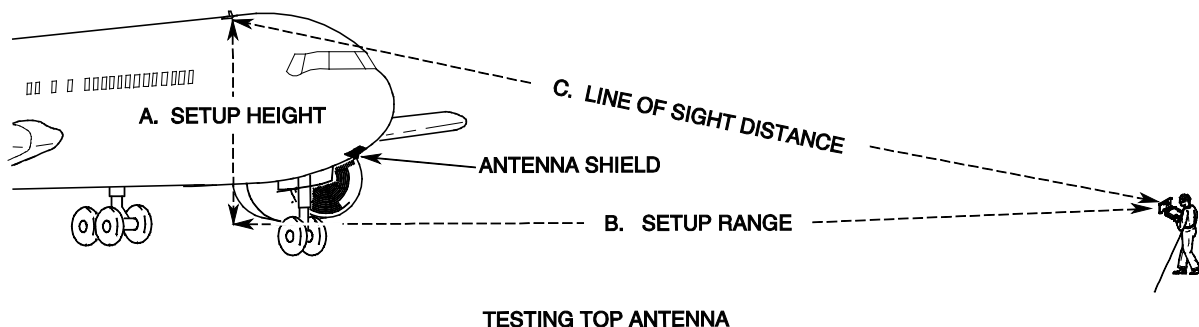 C. LINE OF SIGHT DISTANCE
A. SETUP HEIGHT
ANTENNA SHIELD
B. SETUP RANGE
TESTING TOP ANTENNA